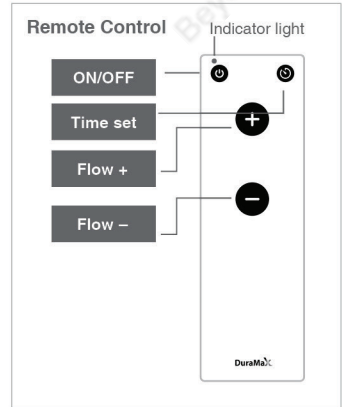 Remote Control
Indicator light
ON/OFF
Time set
Flow +
Flow –
DuraMaX